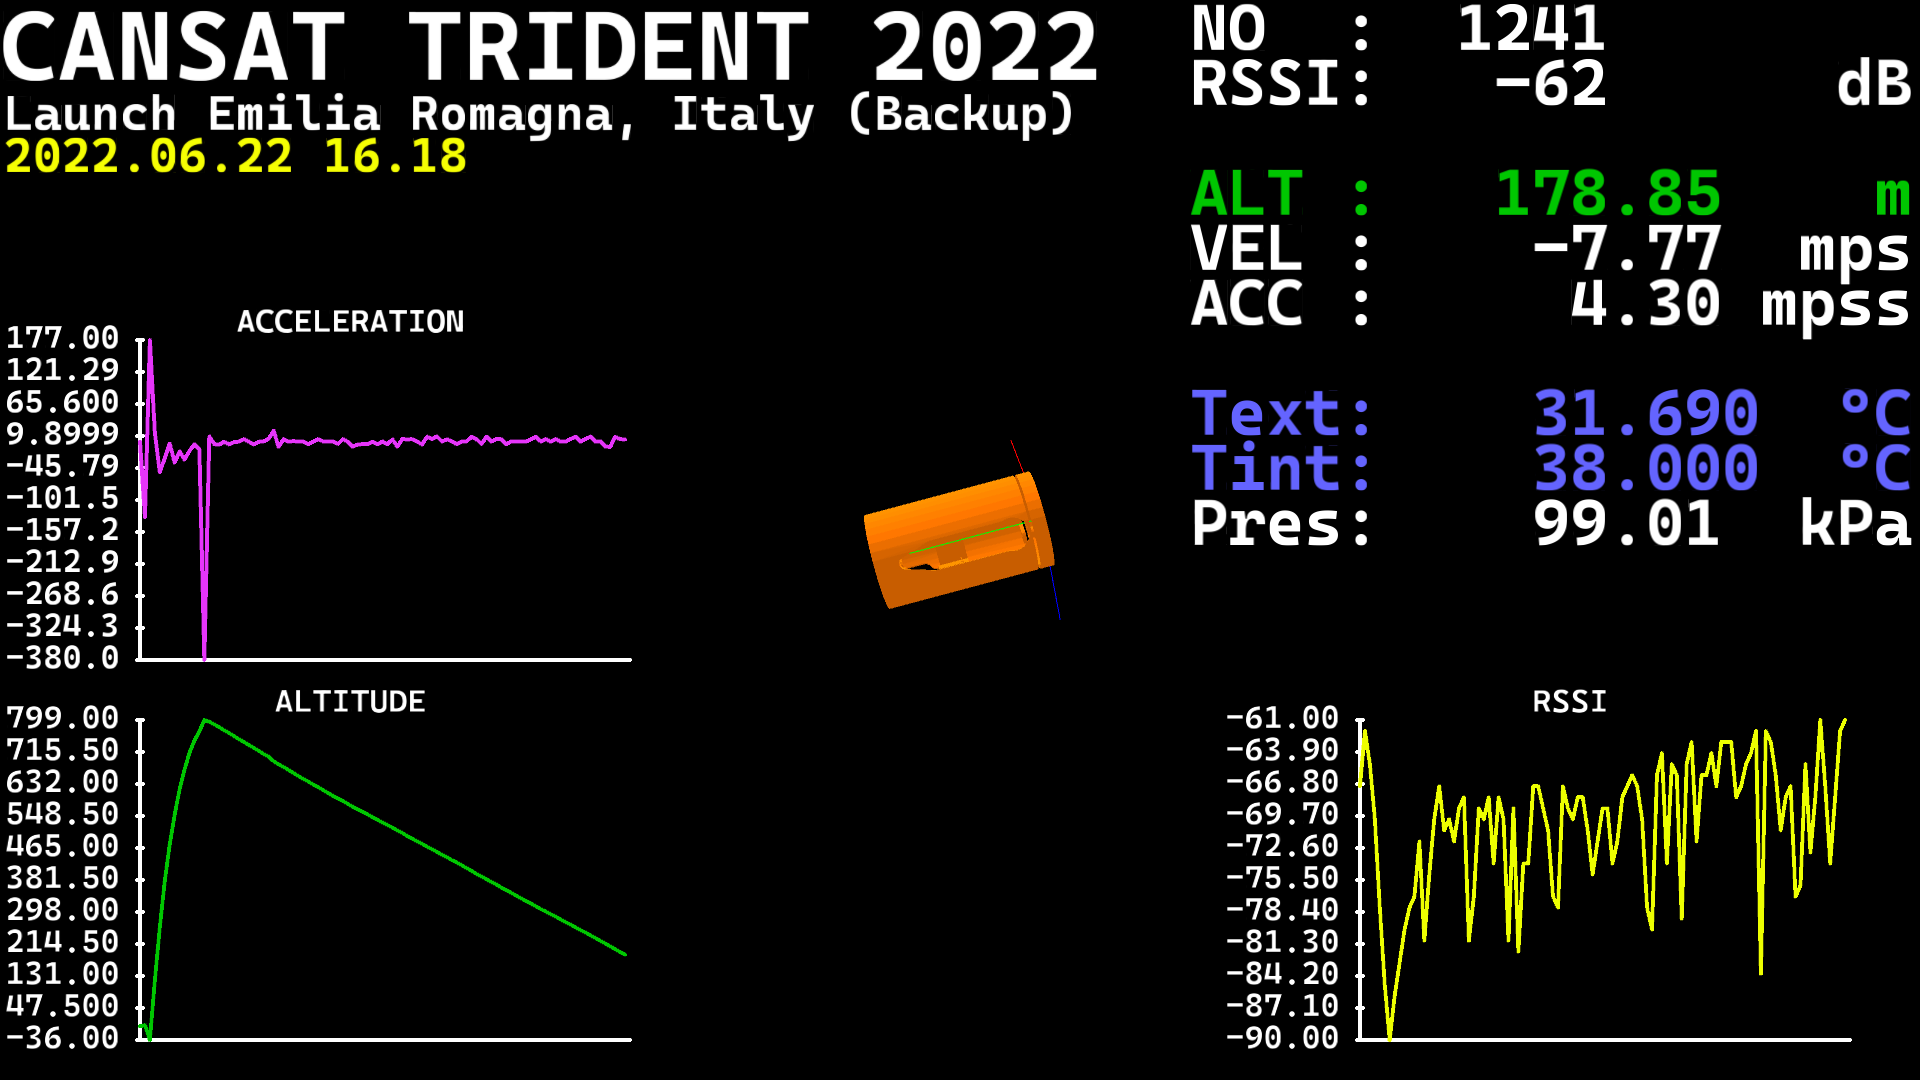 CANSAT TRIDENT 2022
Launch Emilia Romagna, Italy (Backup)
2022.06.22 16.18
NO : 1241
RSSI: -62 dB
ALT : 178.85 m
VEL : -7.77 mps
ACC : 4.30 mpss
Text: 31.690 °C
Tint: 38.000 °C
Pres: 99.01 kPa
ACCELERATION
177.00
121.29
65.600
9.8999
-45.79
-101.5
-157.2
-212.9
-268.6
-324.3
-380.0
ALTITUDE
799.00
715.50
632.00
548.50
465.00
381.50
298.00
214.50
131.00
47.500
-36.00
RSSI
-61.00
-63.90
-66.80
-69.70
-72.60
-75.50
-78.40
-81.30
-84.20
-87.10
-90.00